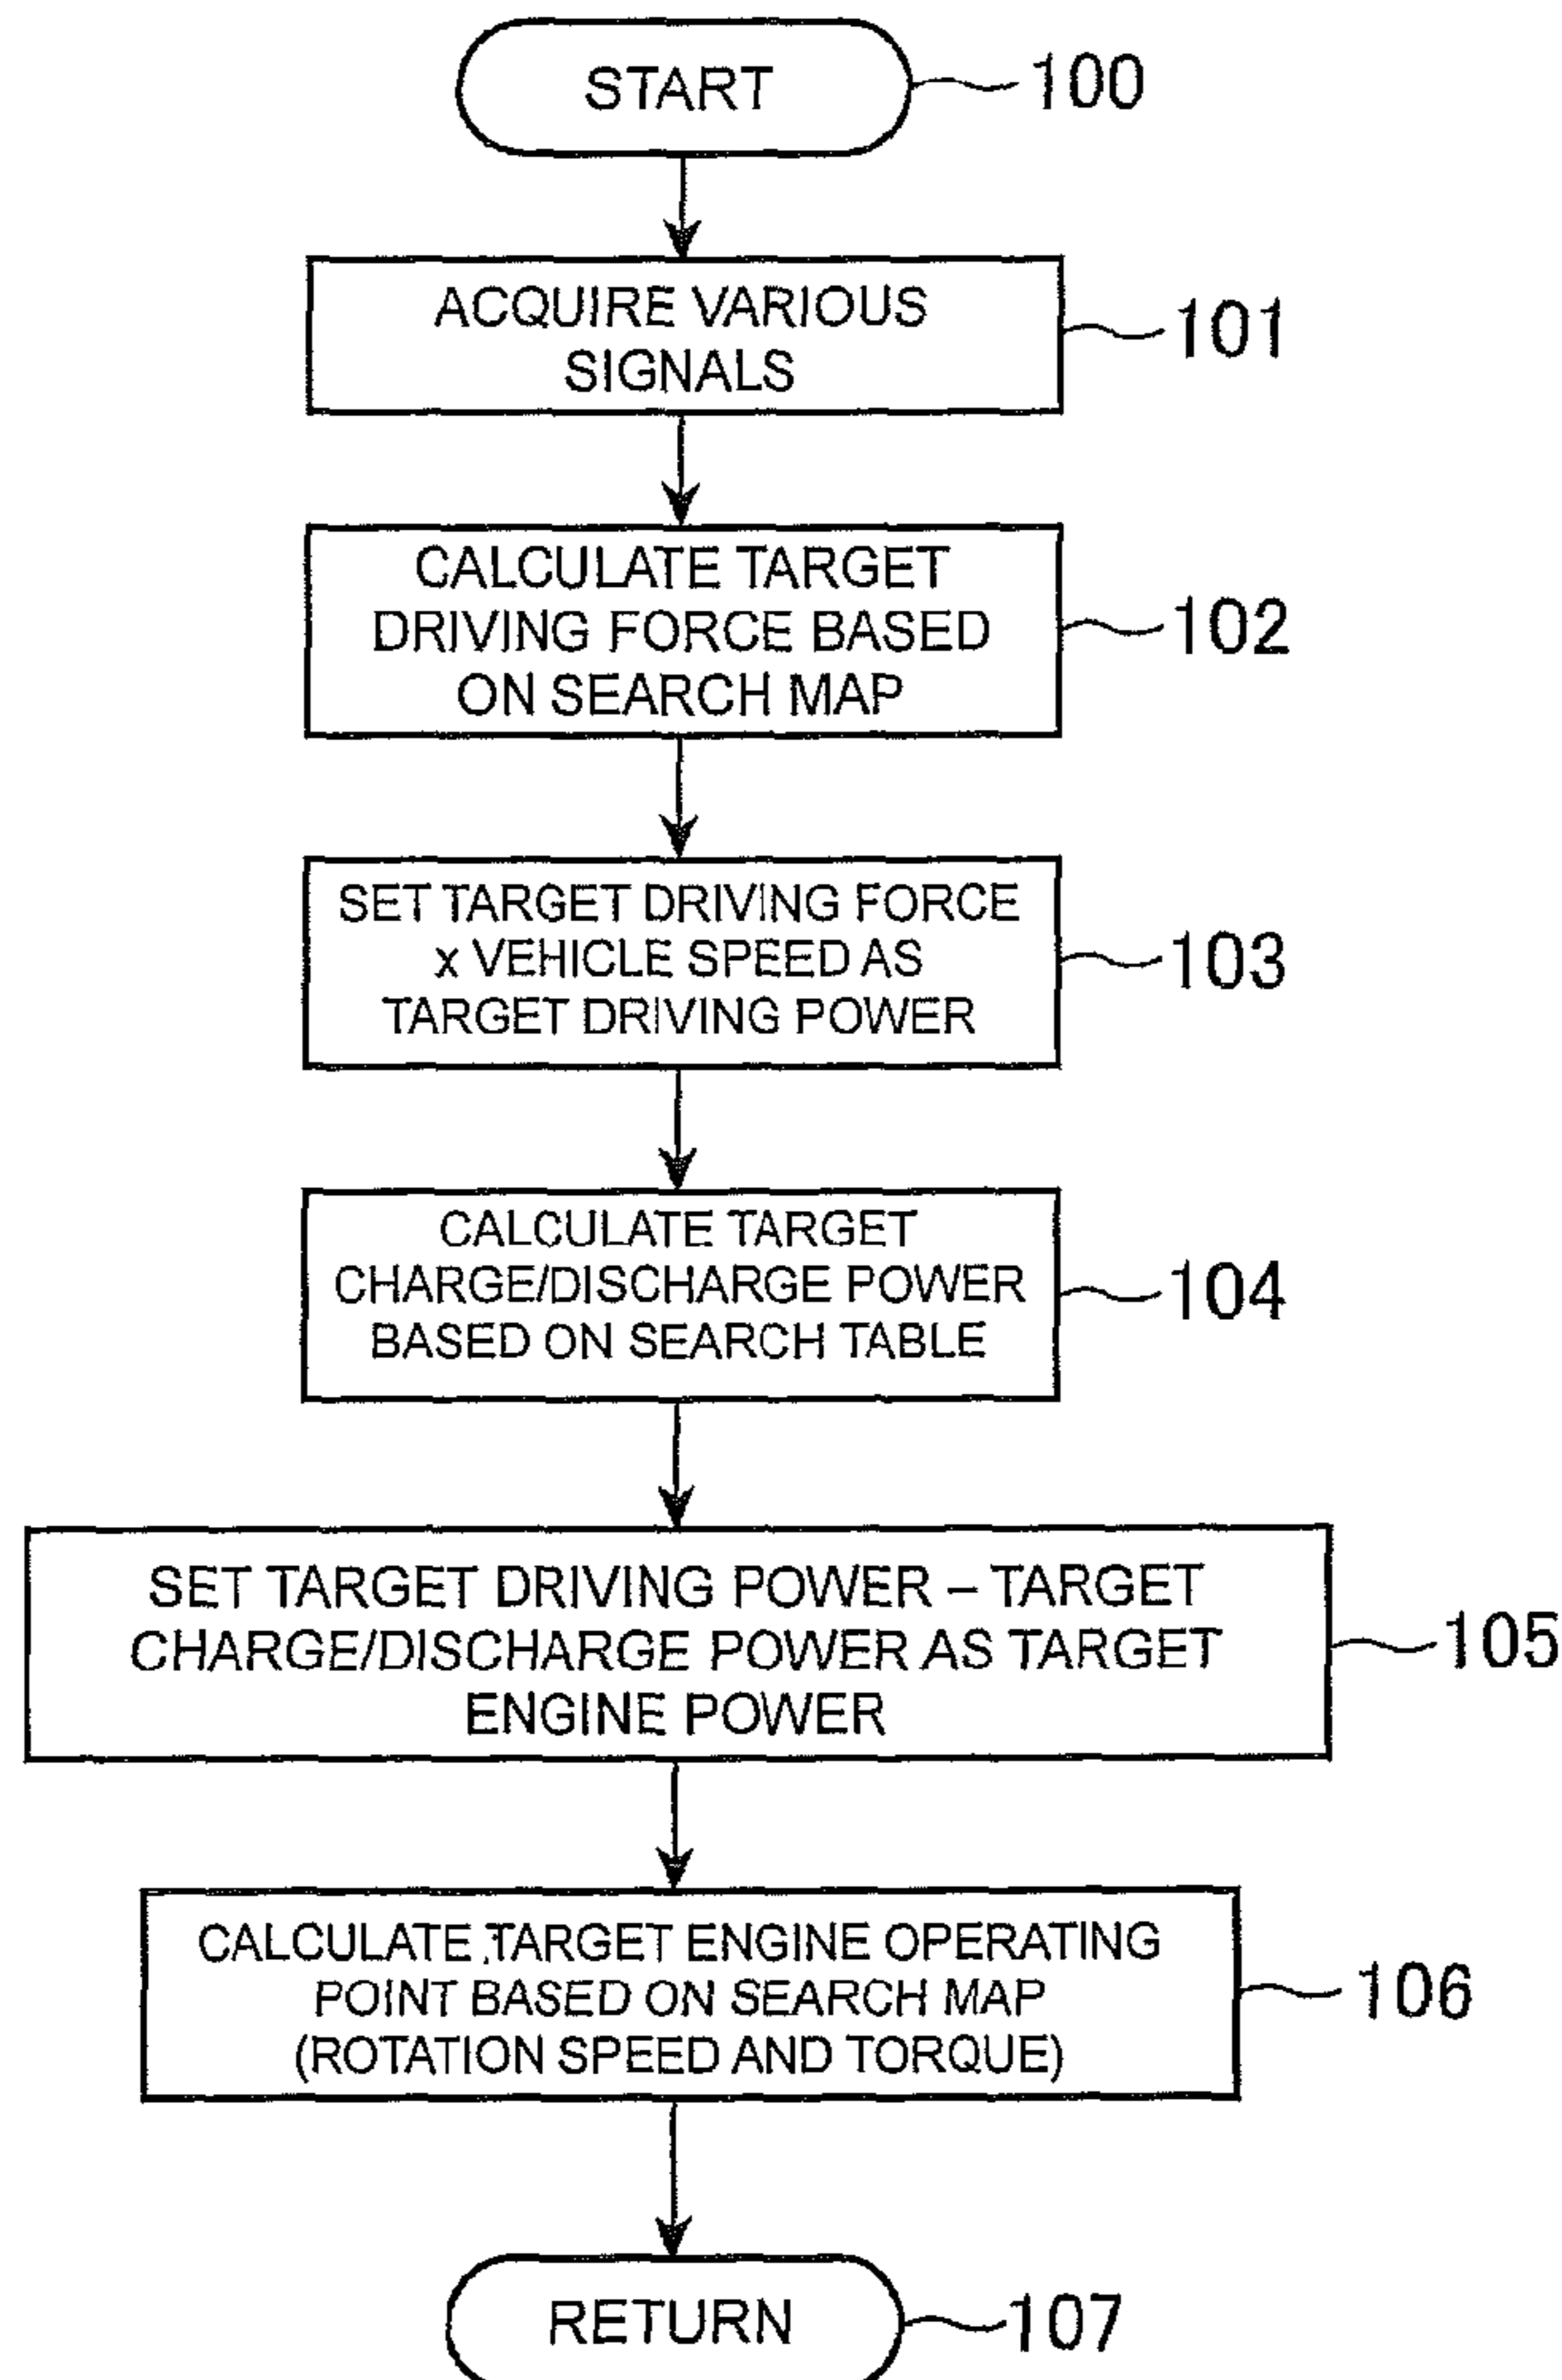 START
100
ACQUIRE VARIOUS
SIGNALS
101
CALCULATE TARGET
DRIVING FORCE BASED
ON SEARCH MAP
102
SET TARGET DRIVING FORCE
x VEHICLE SPEED AS
TARGET DRIVING POWER
103
CALCULATE TARGET
CHARGE/DISCHARGE POWER
BASED ON SEARCH TABLE
104
SET TARGET DRIVING POWER – TARGET
CHARGE/DISCHARGE POWER AS TARGET
ENGINE POWER
105
CALCULATE TARGET ENGINE OPERATING
POINT BASED ON SEARCH MAP
(ROTATION SPEED AND TORQUE)
106
RETURN
107